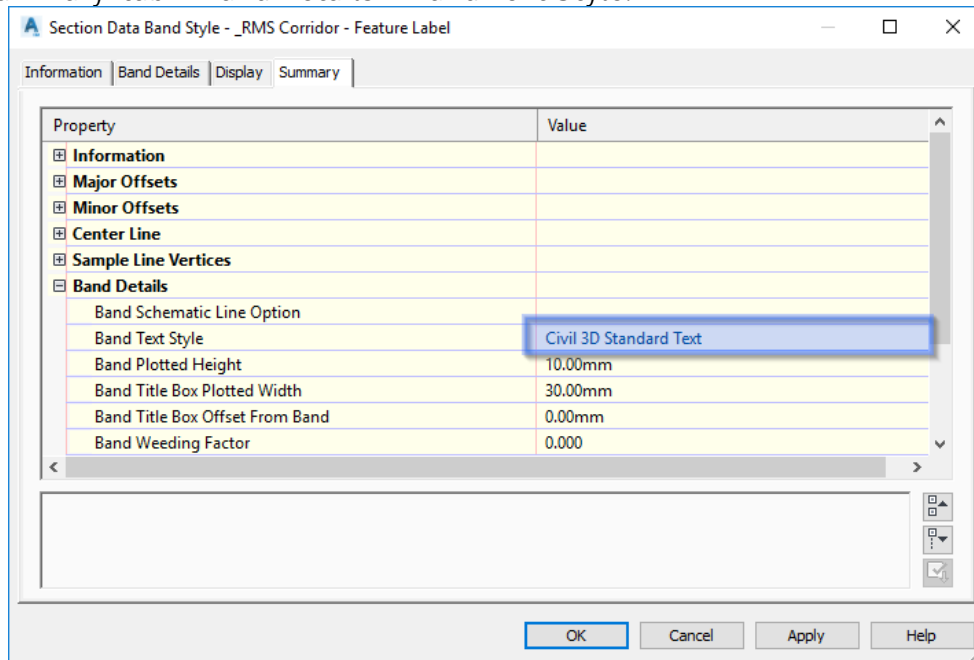 Section Data Band Style - _RMS Corridor - Feature Label
Information Band Details Display Summary
Property Value
Information
Major Offsets
Minor Offsets
Center Line
Sample Line Vertices
Band Details
Band Schematic Line Option
Band Text Style Civil 3D Standard Text
Band Plotted Height 10.00mm
Band Title Box Plotted Width 30.00mm
Band Title Box Offset From Band 0.00mm
Band Weeding Factor 0.000
OK Cancel Apply Help